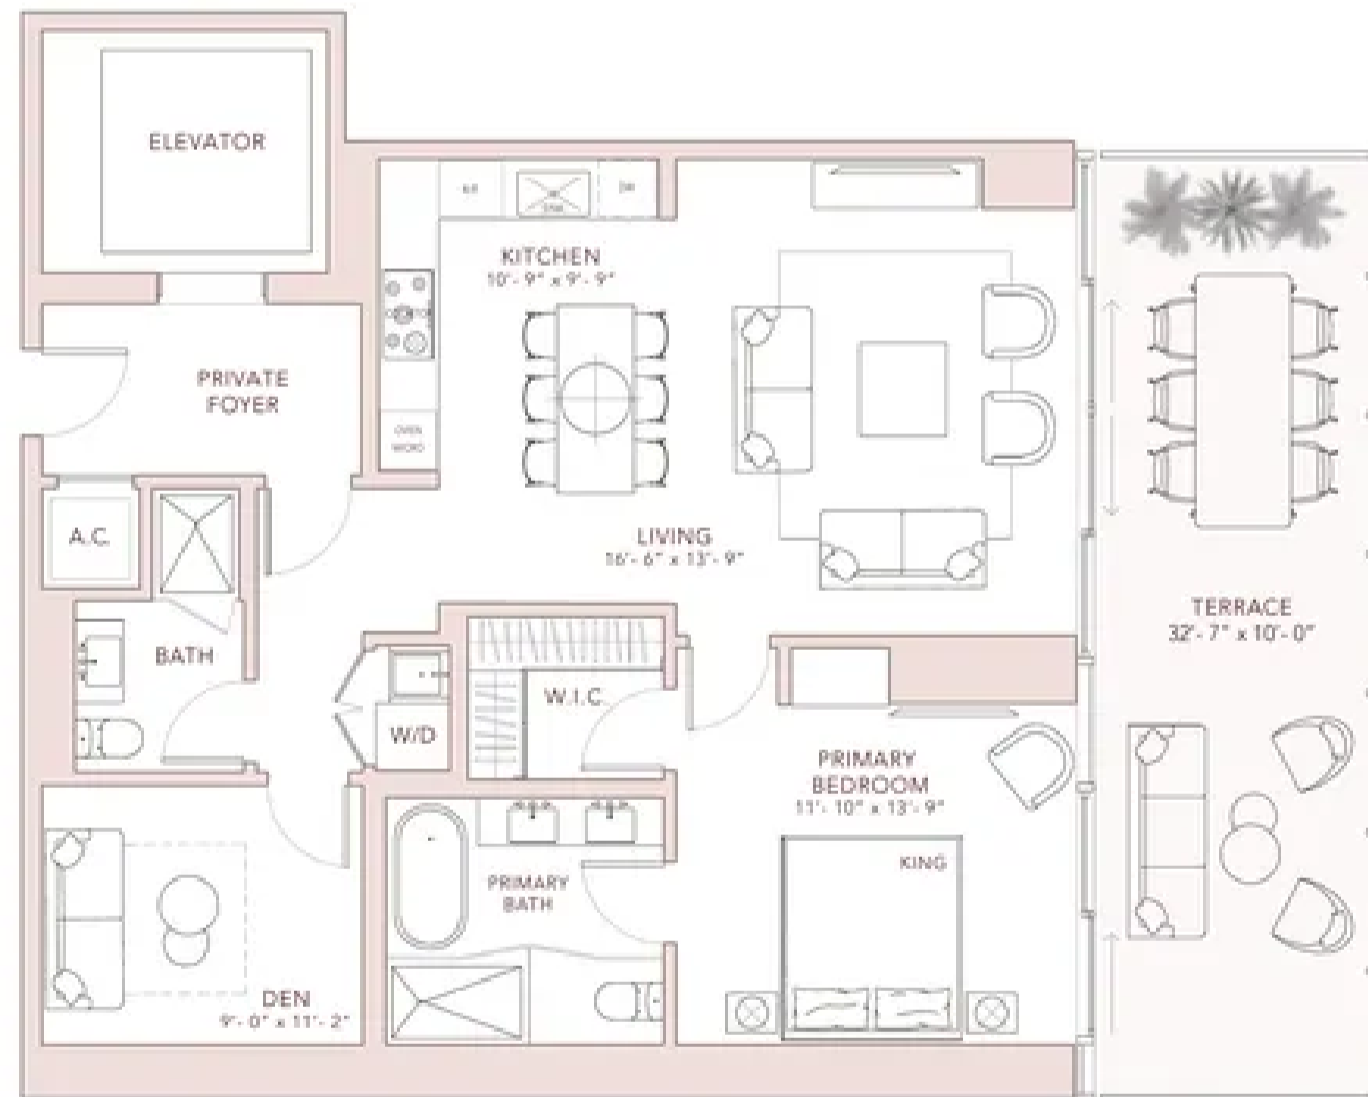 ELEVATOR
KITCHEN
10'- 9" x 9'- 9"
PRIVATE
FOYER
OVEN
A.C.
LIVING
16'- 6" x 13'- 9"
TERRACE
32'- 7" x 10'- 0"
BATH
W.I.C.
W/D
PRIMARY
BEDROOM
11'- 10" x 13'- 9"
KING
PRIMARY
BATH
DEN
9'- 0" x 11'- 2"